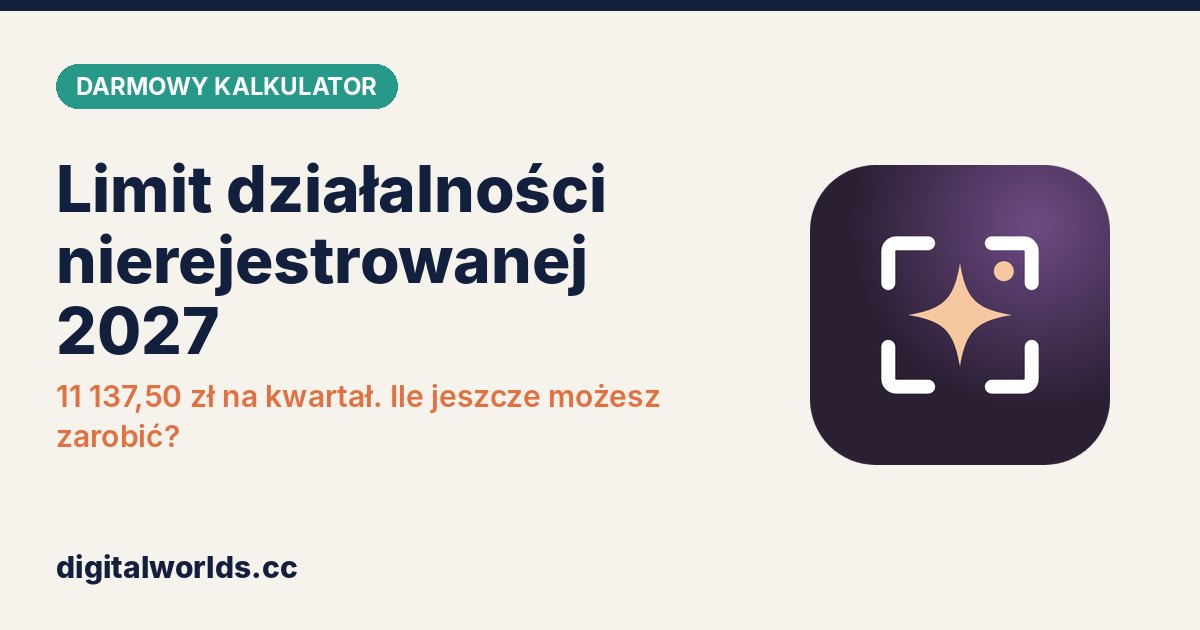 DARMOWY KALKULATOR
Limit działalności
nierejestrowanej
2027
11 137,50 zł na kwartał. Ile jeszcze możesz
zarobić?
digitalworlds.cc